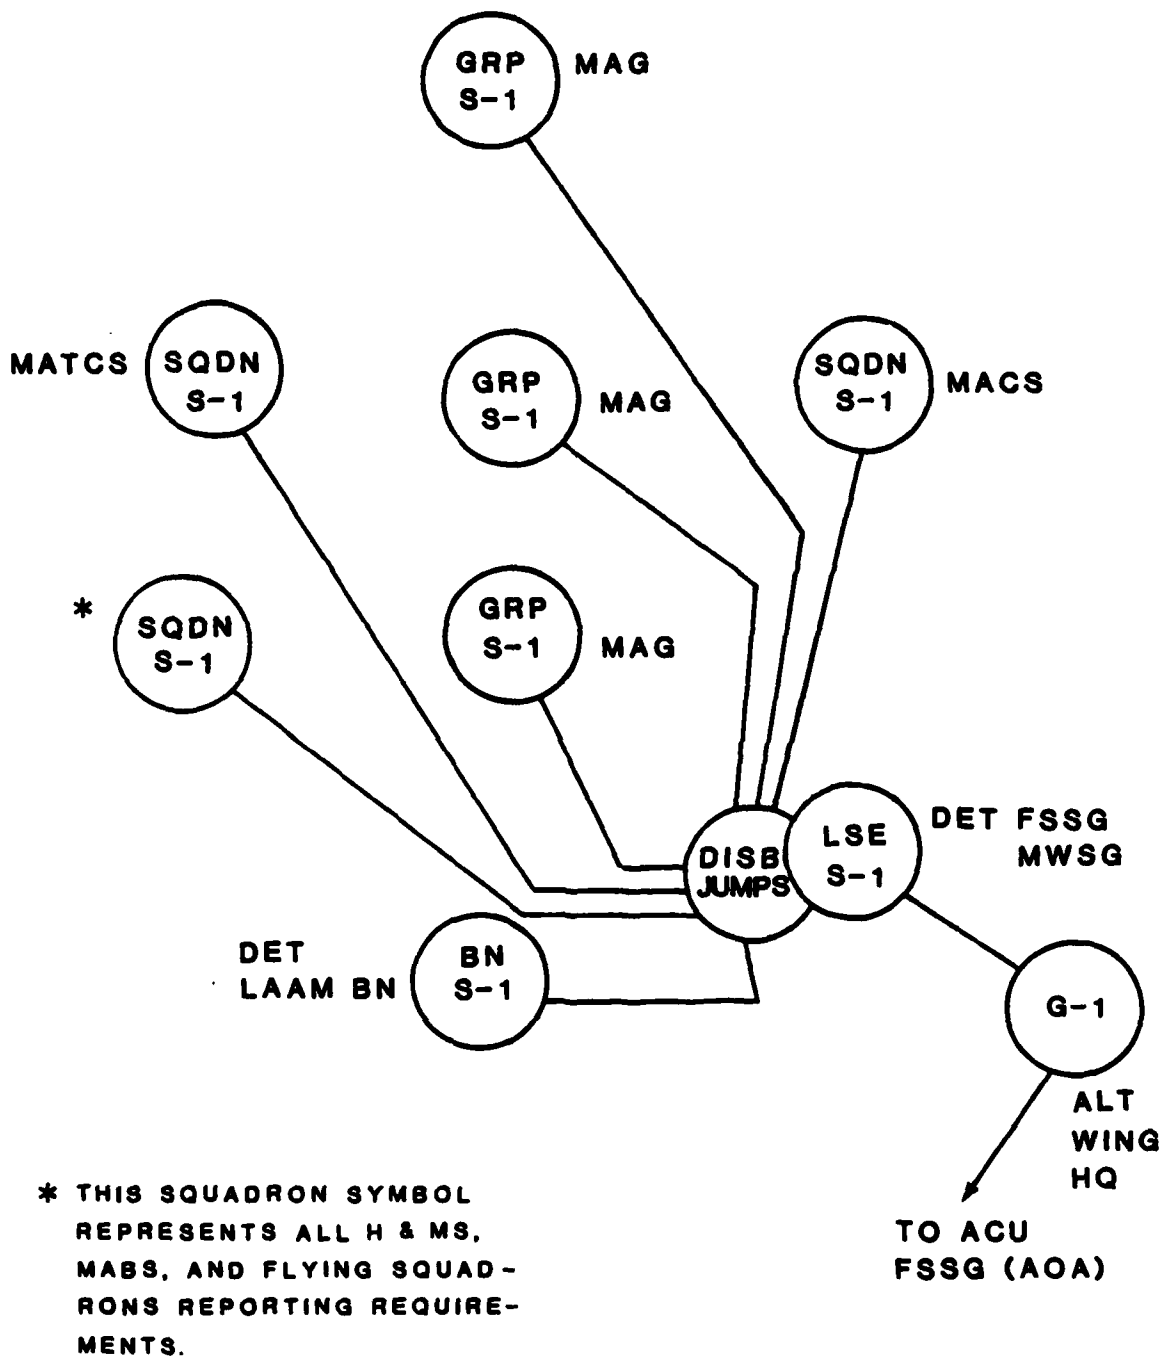 GRP
S-1
MAG
MATCS
SQDN
S-1
GRP
S-1
MAG
SQDN
S-1
MACS
*
SQDN
S-1
GRP
S-1
MAG
DISB
JUMPS
LSE
S-1
DET FSSG
MWSG
DET
LAAM BN
BN
S-1
G-1
ALT
WING
HQ
TO ACU
FSSG (AOA)
* THIS SQUADRON SYMBOL
REPRESENTS ALL H & MS,
MABS, AND FLYING SQUAD-
RONS REPORTING REQUIRE-
MENTS.